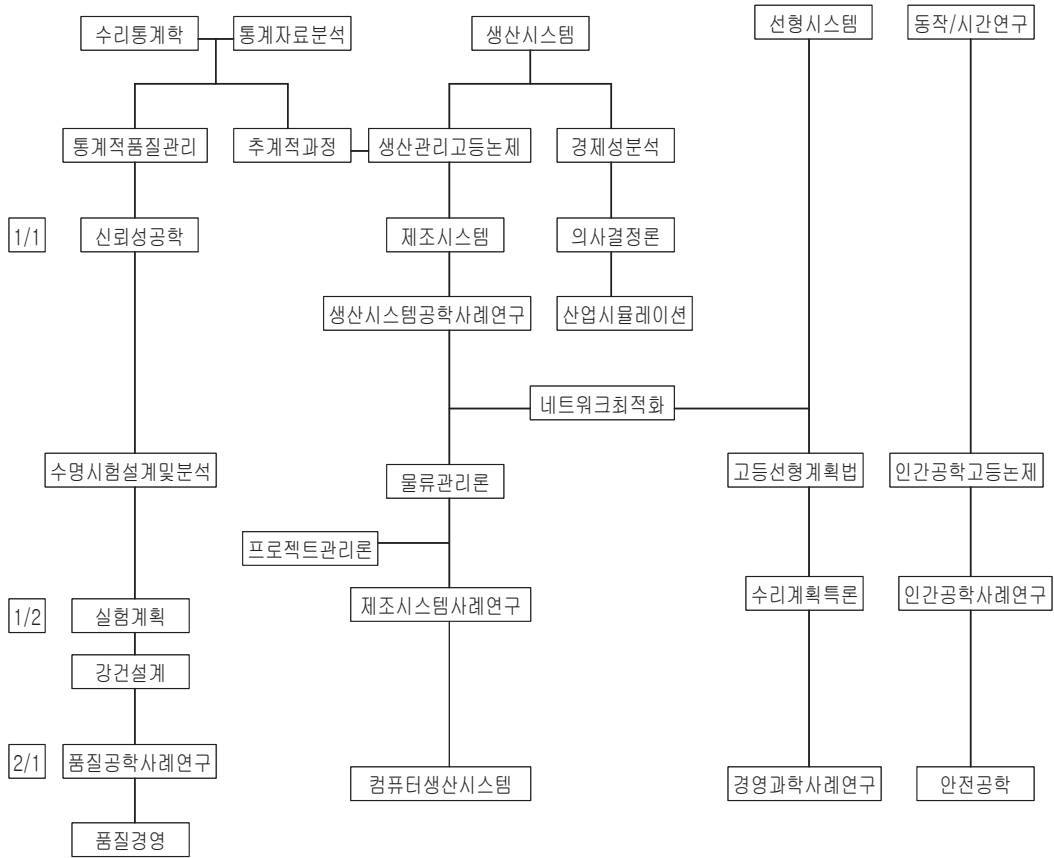 수리통계학
통계자료분석
생산시스템
선형시스템
동작/시간연구
통계적품질관리
추계적과정
생산관리고등논제
경제성분석
1/1
신뢰성공학
제조시스템
의사결정론
생산시스템공학사례연구
산업시뮬레이션
네트워크최적화
수명시험설계및분석
물류관리론
고등선형계획법
인간공학고등논제
프로젝트관리론
1/2
실험계획
제조시스템사례연구
수리계획특론
인간공학사례연구
강건설계
2/1
품질공학사례연구
컴퓨터생산시스템
경영과학사례연구
안전공학
품질경영